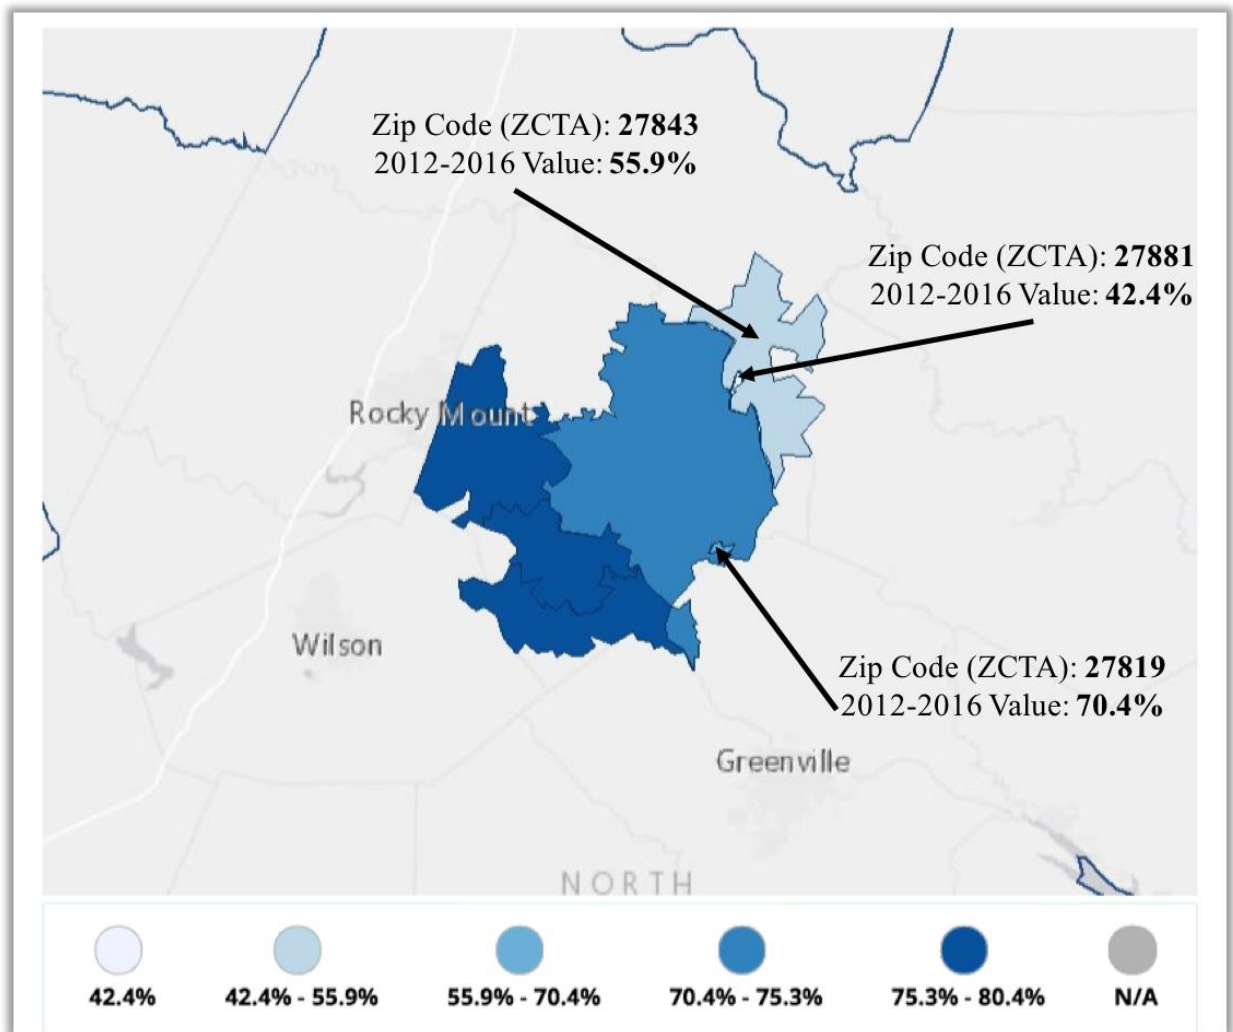 Zip Code (ZCTA): 27843
2012-2016 Value: 55.9%
Zip Code (ZCTA): 27881
2012-2016 Value: 42.4%
Rocky Mount
Wilson
Zip Code (ZCTA): 27819
2012-2016 Value: 70.4%
Greenville
NORTH
42.4%
42.4% - 55.9%
55.9% - 70.4%
70.4% - 75.3%
75.3% - 80.4%
N/A